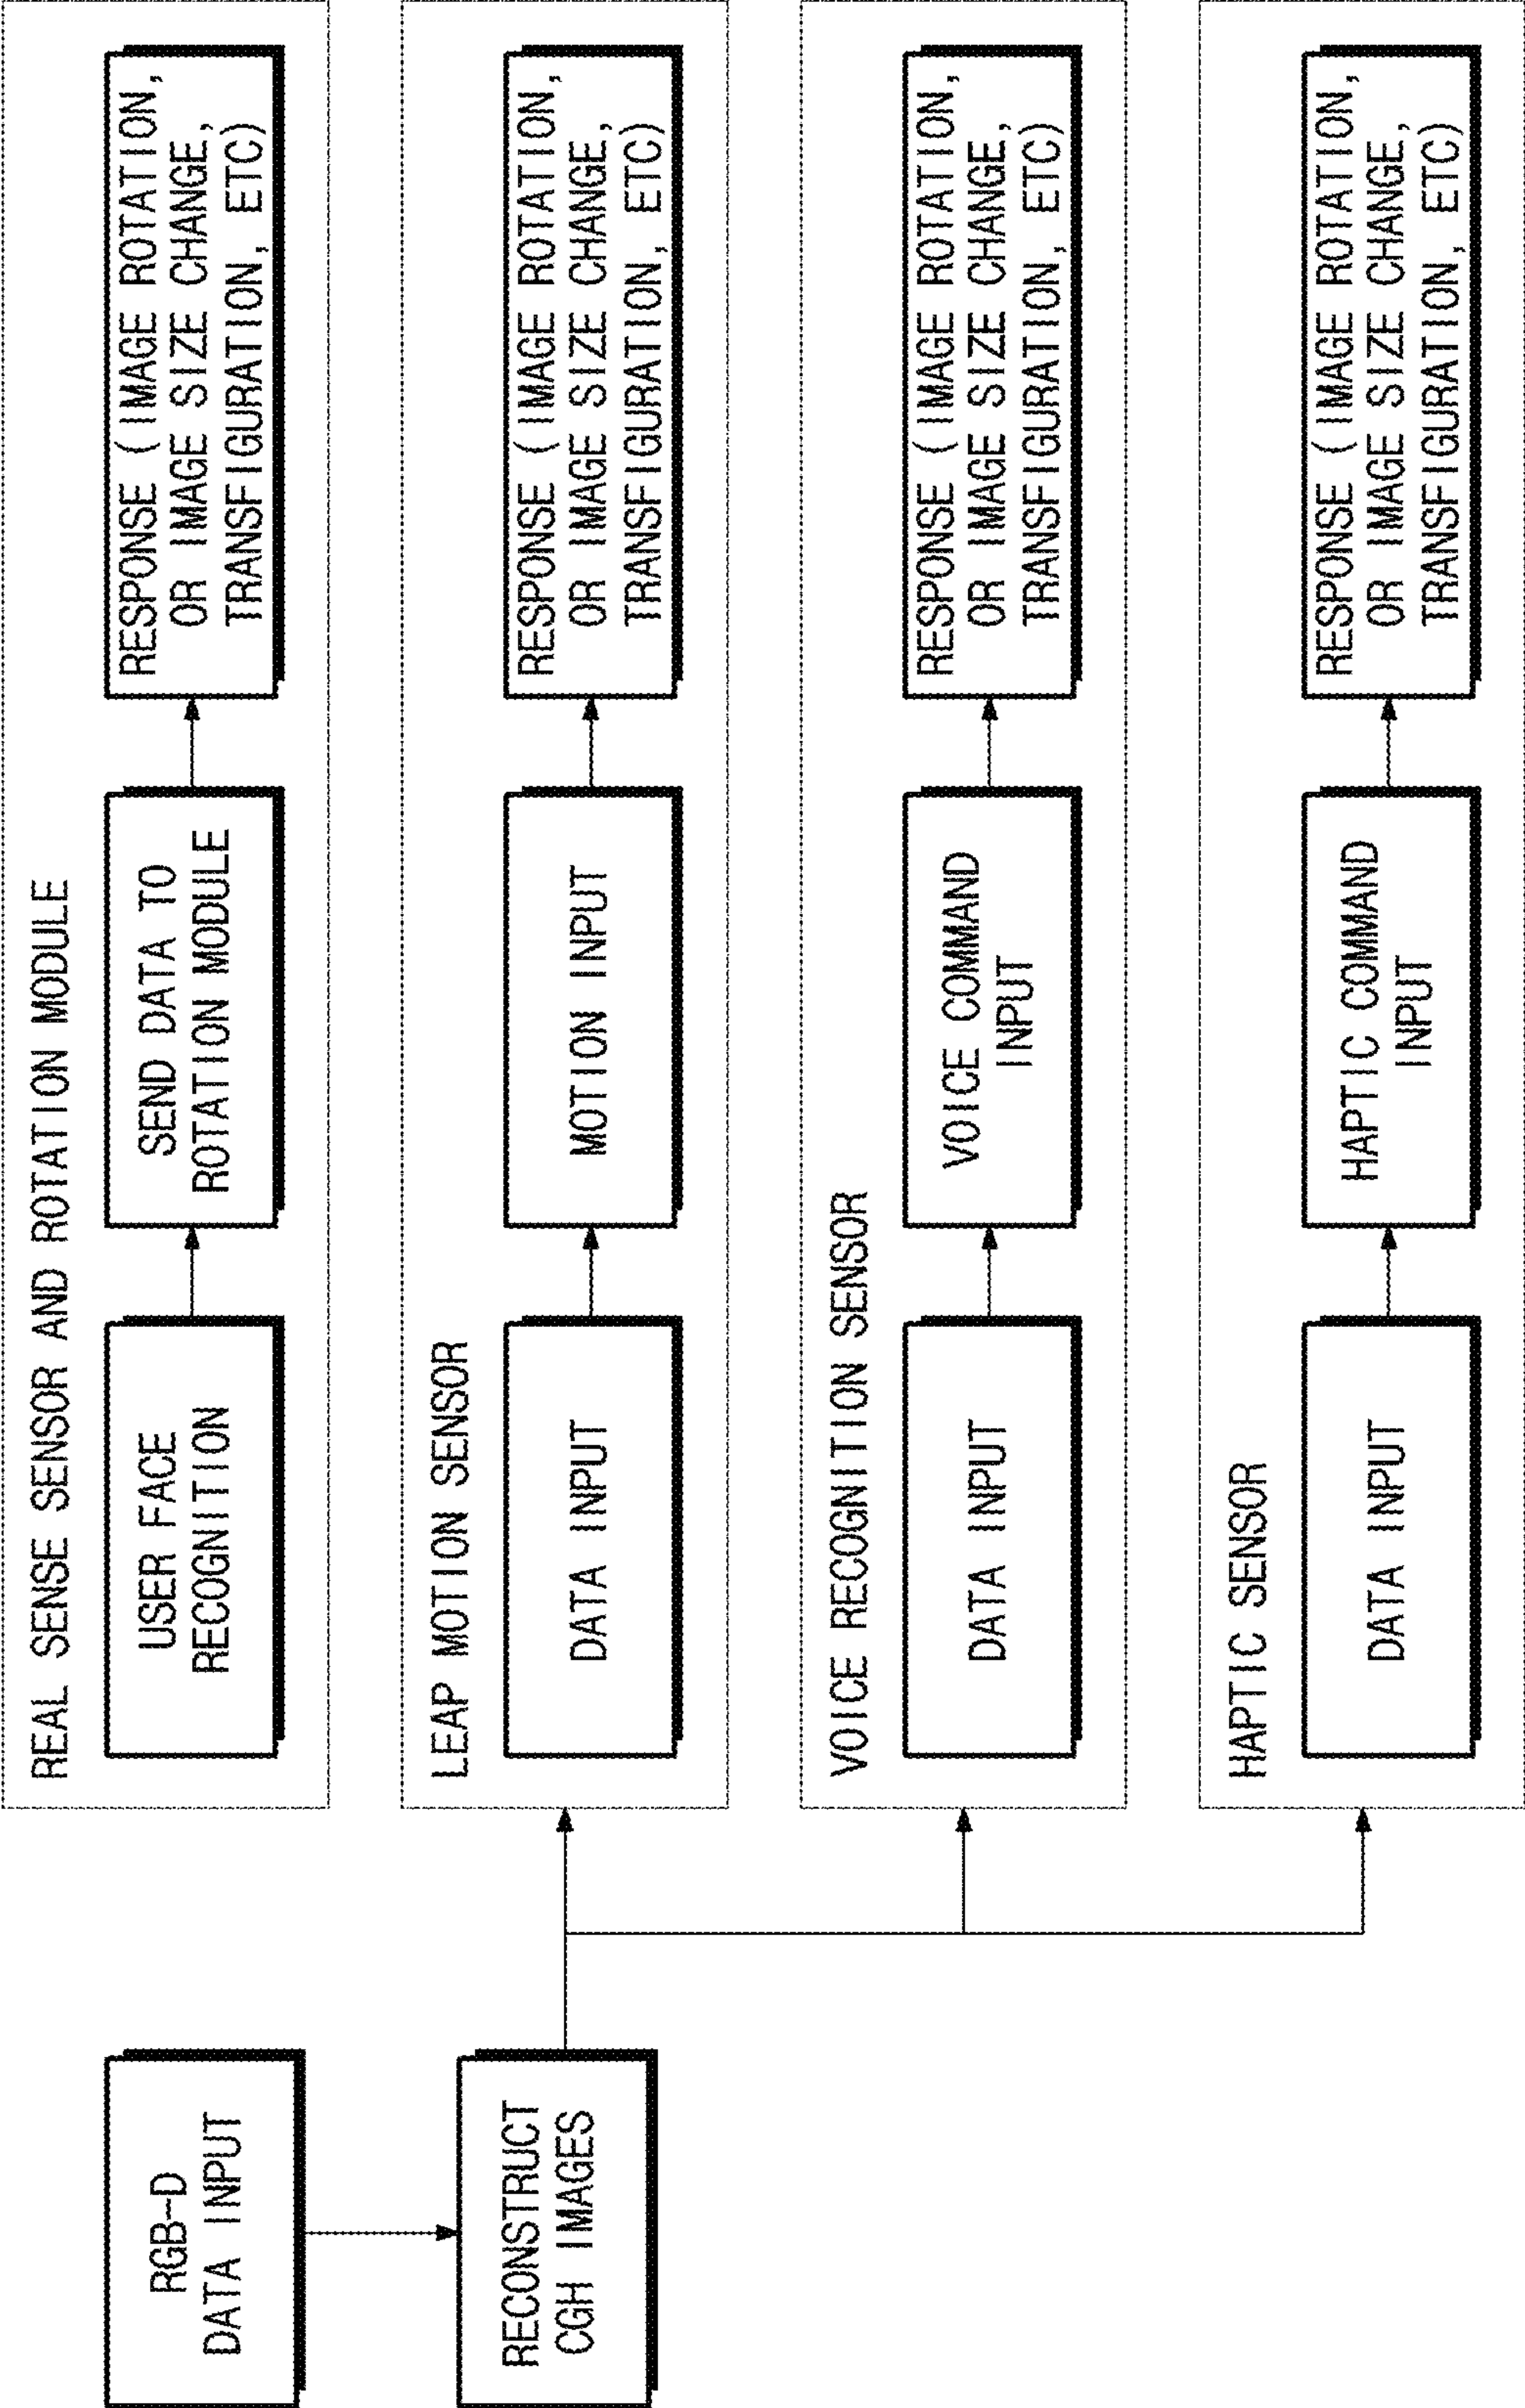 RGB-D
DATA INPUT
RECONSTRUCT
CGH IMAGES
REAL SENSE SENSOR AND ROTATION MODULE
USER FACE
RECOGNITION
SEND DATA TO
ROTATION MODULE
RESPONSE (IMAGE ROTATION,
OR IMAGE SIZE CHANGE,
TRANSFIGURATION, ETC)
LEAP MOTION SENSOR
DATA INPUT
MOTION INPUT
RESPONSE (IMAGE ROTATION,
OR IMAGE SIZE CHANGE,
TRANSFIGURATION, ETC)
VOICE RECOGNITION SENSOR
DATA INPUT
VOICE COMMAND
INPUT
RESPONSE (IMAGE ROTATION,
OR IMAGE SIZE CHANGE,
TRANSFIGURATION, ETC)
HAPTIC SENSOR
DATA INPUT
HAPTIC COMMAND
INPUT
RESPONSE (IMAGE ROTATION,
OR IMAGE SIZE CHANGE,
TRANSFIGURATION, ETC)